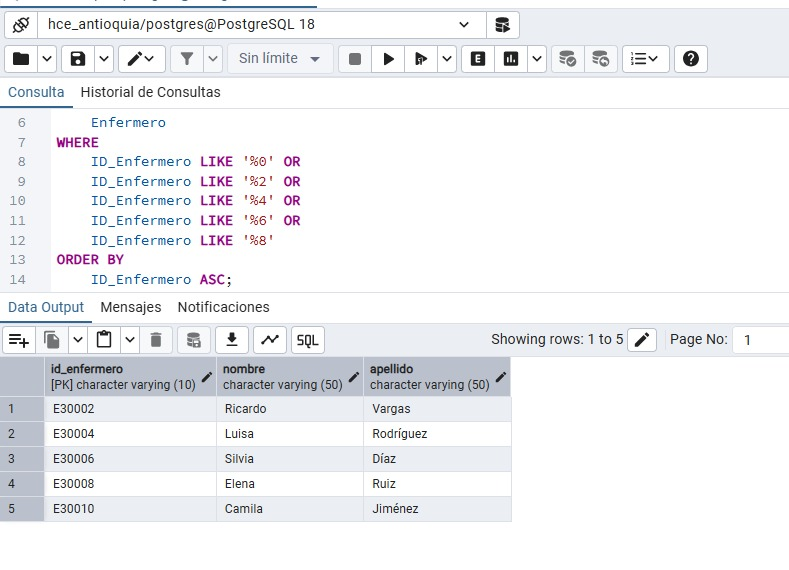 hce_antioquia/postgres@PostgreSQL 18
Sin límite
E
Consulta Historial de Consultas
6 Enfermero
7 WHERE
8 ID_Enfermero LIKE '%0' OR
9 ID_Enfermero LIKE '%2' OR
10 ID_Enfermero LIKE '%4' OR
11 ID_Enfermero LIKE '%6' OR
12 ID_Enfermero LIKE '%8'
13 ORDER BY
14 ID_Enfermero ASC;
Data Output Mensajes Notificaciones
SQL Showing rows: 1 to 5 Page No: 1
id_enfermero nombre apellido
[PK] character varying (10) character varying (50) character varying (50)
1 E30002 Ricardo Vargas
2 E30004 Luisa Rodríguez
3 E30006 Silvia Díaz
4 E30008 Elena Ruiz
5 E30010 Camila Jiménez